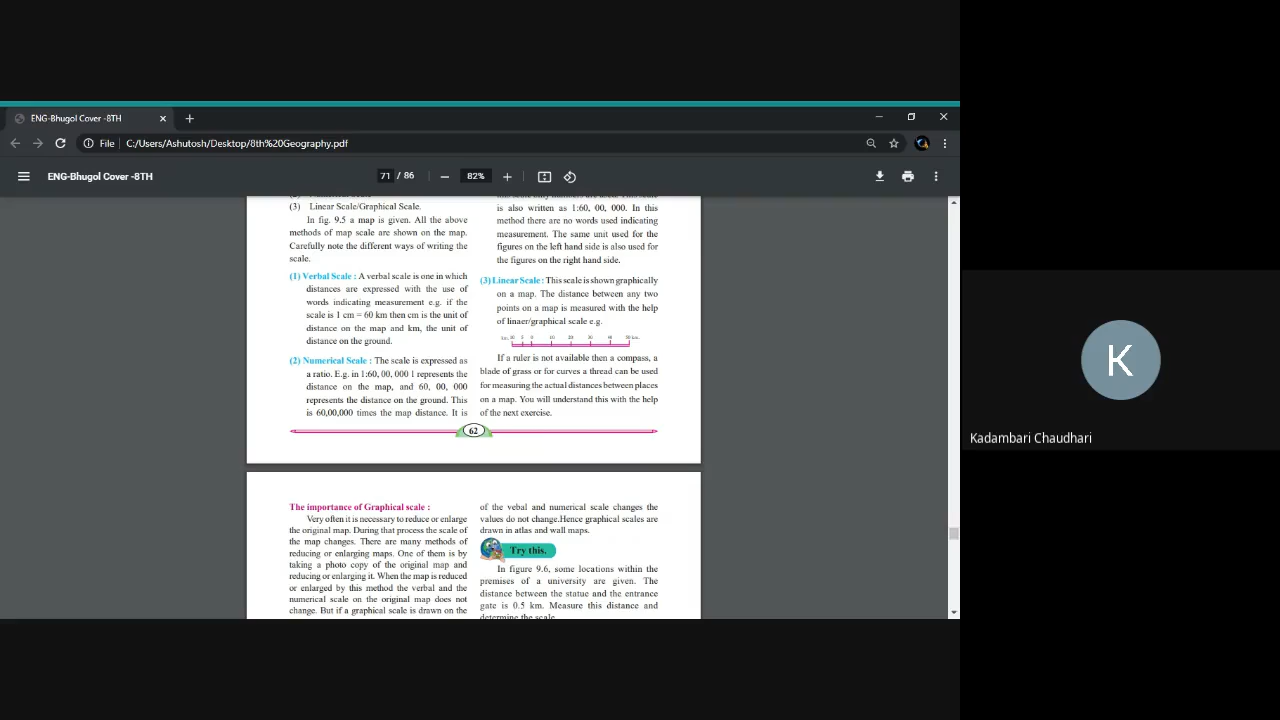 ENG-Bhugol Cover -8TH
File
C:/Users/Ashutosh/Desktop/8th%20Geography.pdf
ENG-Bhugol Cover -8TH
71 / 86
82%
(3) Linear Scale/Graphical Scale.
In fig. 9.5 a map is given. All the above
methods of map scale are shown on the map.
Carefully note the different ways of writing the
scale.
(1) Verbal Scale : A verbal scale is one in which
distances are expressed with the use of
words indicating measurement e.g. if the
scale is 1 cm = 60 km then cm is the unit of
distance on the map and km, the unit of
distance on the ground.
(2) Numerical Scale : The scale is expressed as
a ratio. E.g. in 1:60, 00, 000 1 represents the
distance on the map, and 60, 00, 000
represents the distance on the ground. This
is 60,00,000 times the map distance. It is
is also written as 1:60, 00, 000. In this
method there are no words used indicating
measurement. The same unit used for the
figures on the left hand side is also used for
the figures on the right hand side.
(3) Linear Scale : This scale is shown graphically
on a map. The distance between any two
points on a map is measured with the help
of linaer/graphical scale e.g.
10 5 0 10 20 30 40
If a ruler is not available then a compass, a
blade of grass or for curves a thread can be used
for measuring the actual distances between places
on a map. You will understand this with the help
of the next exercise.
62
The importance of Graphical scale :
Very often it is necessary to reduce or enlarge
the original map. During that process the scale of
the map changes. There are many methods of
reducing or enlarging maps. One of them is by
taking a photo copy of the original map and
reducing or enlarging it. When the map is reduced
or enlarged by this method the verbal and the
numerical scale on the original map does not
change. But if a graphical scale is drawn on the
of the vebal and numerical scale changes the
values do not change.Hence graphical scales are
drawn in atlas and wall maps.
Try this.
In figure 9.6, some locations within the
premises of a university are given. The
distance between the statue and the entrance
gate is 0.5 km. Measure this distance and
determine the scale.
K
Kadambari Chaudhari